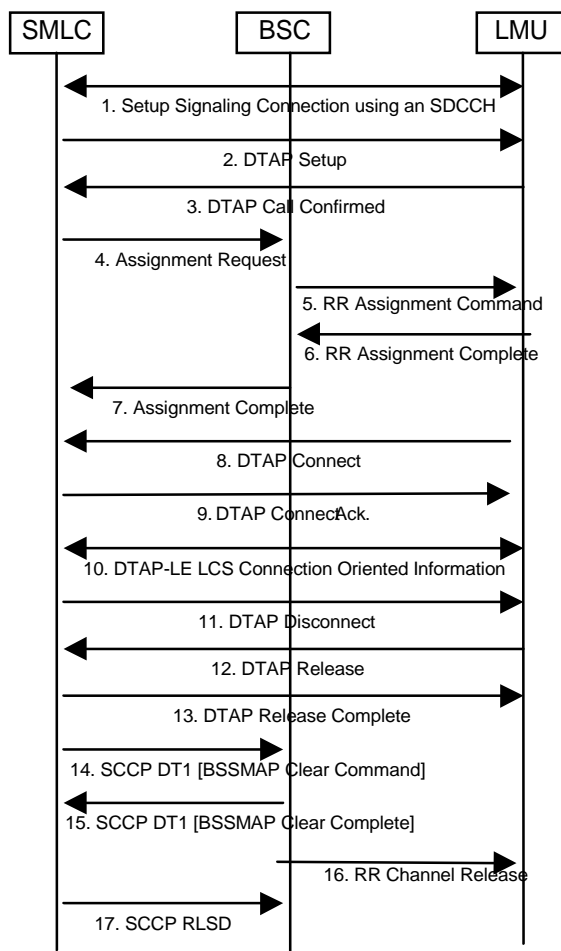 SMLC
BSC
LMU
1. Setup Signaling Connection using an SDCCH
2. DTAP Setup
3. DTAP Call Confirmed
4. Assignment Request
5. RR Assignment Command
6. RR Assignment Complete
7. Assignment Complete
8. DTAP Connect
9. DTAP Connect Ack.
10. DTAP-LE LCS Connection Oriented Information
11. DTAP Disconnect
12. DTAP Release
13. DTAP Release Complete
14. SCCP DT1 [BSSMAP Clear Command]
15. SCCP DT1 [BSSMAP Clear Complete]
16. RR Channel Release
17. SCCP RLSD